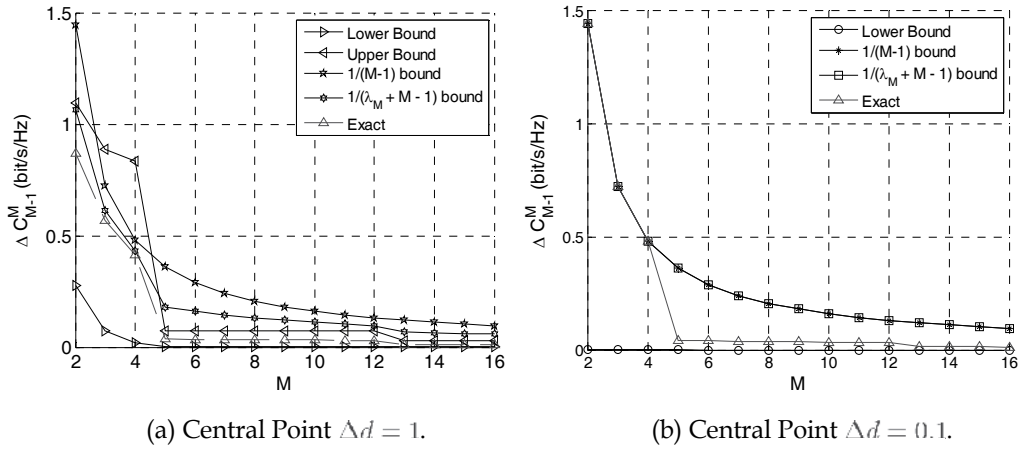 1.5
1
0.5
0
Δ C^M_{M-1} (bit/s/Hz)
2 4 6 8 10 12 14 16
M
Lower Bound
Upper Bound
1/(M-1) bound
1/(λ_M + M - 1) bound
Exact
(a) Central Point Δd = 1.
1.5
1
0.5
0
Δ C^M_{M-1} (bit/s/Hz)
2 4 6 8 10 12 14 16
M
Lower Bound
1/(M-1) bound
1/(λ_M + M - 1) bound
Exact
(b) Central Point Δd = 0.1.